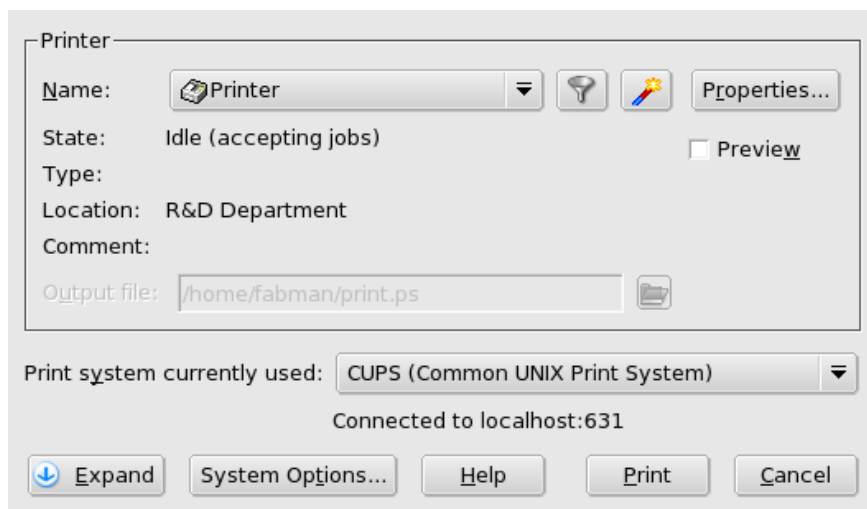 Printer
Name: Printer Properties...
State: Idle (accepting jobs) Preview
Type:
Location: R&D Department
Comment:
Output file: /home/fabman/print.ps
Print system currently used: CUPS (Common UNIX Print System)
Connected to localhost:631
Expand System Options... Help Print Cancel